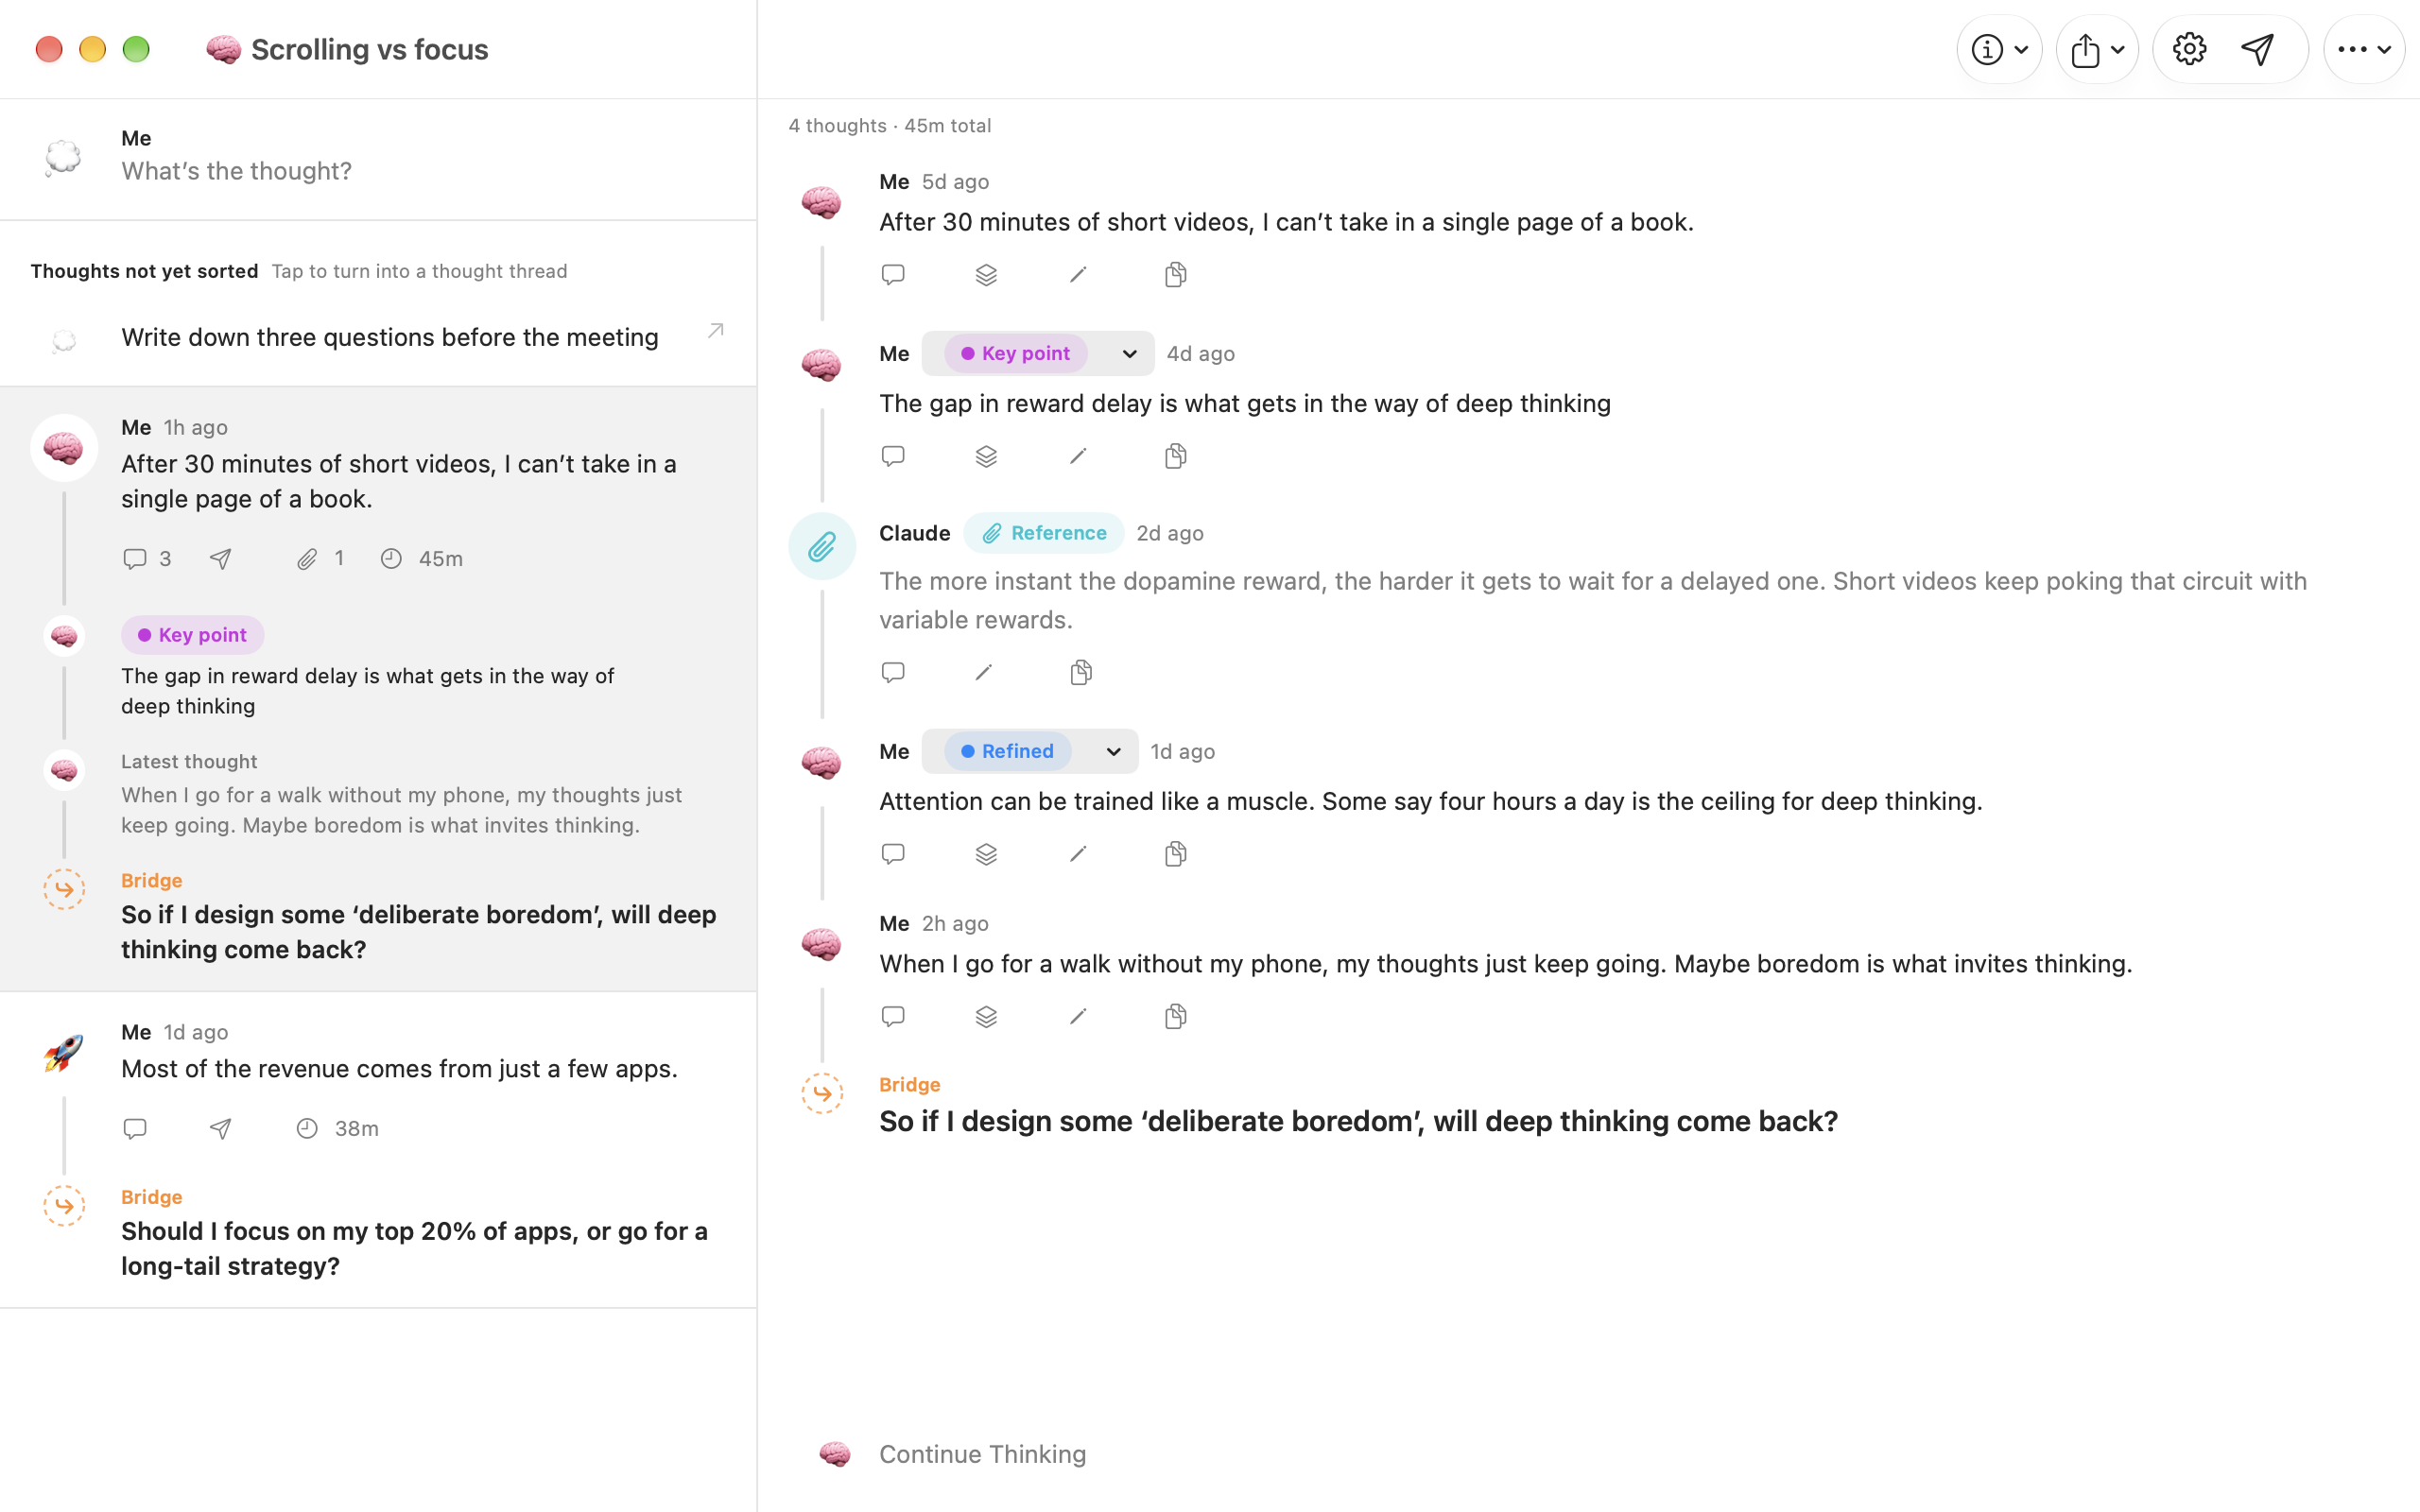 Scrolling vs focus
Me
What’s the thought?
Thoughts not yet sorted Tap to turn into a thought thread
Write down three questions before the meeting
Me 1h ago
After 30 minutes of short videos, I can’t take in a
single page of a book.
3 1 45m
Key point
The gap in reward delay is what gets in the way of
deep thinking
Latest thought
When I go for a walk without my phone, my thoughts just
keep going. Maybe boredom is what invites thinking.
Bridge
So if I design some ‘deliberate boredom’, will deep
thinking come back?
Me 1d ago
Most of the revenue comes from just a few apps.
38m
Bridge
Should I focus on my top 20% of apps, or go for a
long-tail strategy?
4 thoughts · 45m total
Me 5d ago
After 30 minutes of short videos, I can’t take in a single page of a book.
Me Key point 4d ago
The gap in reward delay is what gets in the way of deep thinking
Claude Reference 2d ago
The more instant the dopamine reward, the harder it gets to wait for a delayed one. Short videos keep poking that circuit with
variable rewards.
Me Refined 1d ago
Attention can be trained like a muscle. Some say four hours a day is the ceiling for deep thinking.
Me 2h ago
When I go for a walk without my phone, my thoughts just keep going. Maybe boredom is what invites thinking.
Bridge
So if I design some ‘deliberate boredom’, will deep thinking come back?
Continue Thinking